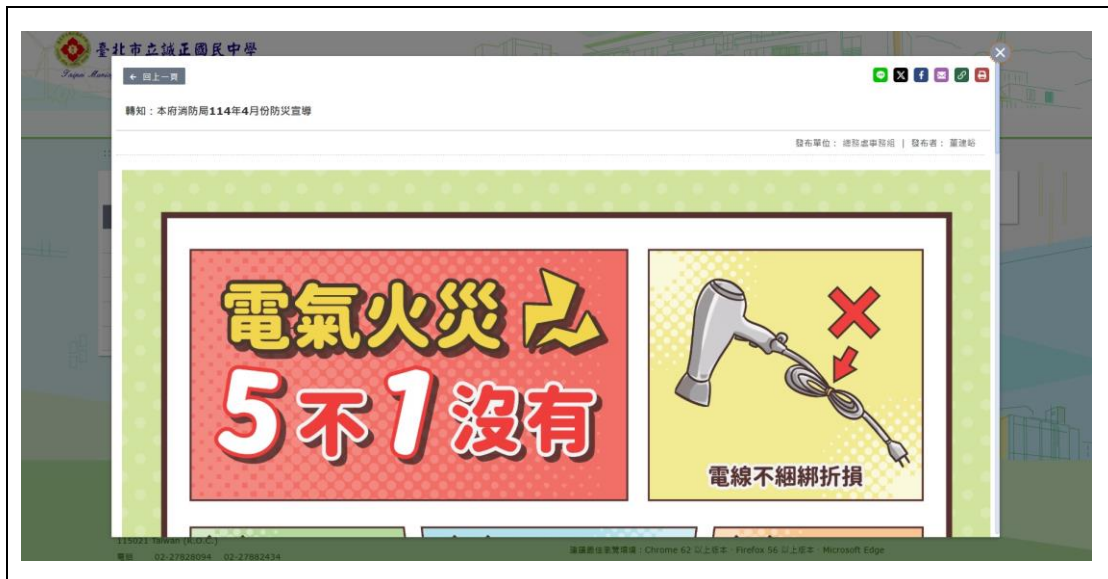 臺北市立誠正國民中學
Taipei Munic
← 回上一頁
轉知：本府消防局114年4月份防災宣導
發布單位： 總務處事務組 | 發布者：
電氣火災
5不1沒有
電線不綑綁折損
115021 Taiwan (R.O.C.)
電話 02-27828094 02-27882434
建議最佳瀏覽環境：Chrome 62 以上版本、Firefox 56 以上版本、Microsoft Edge